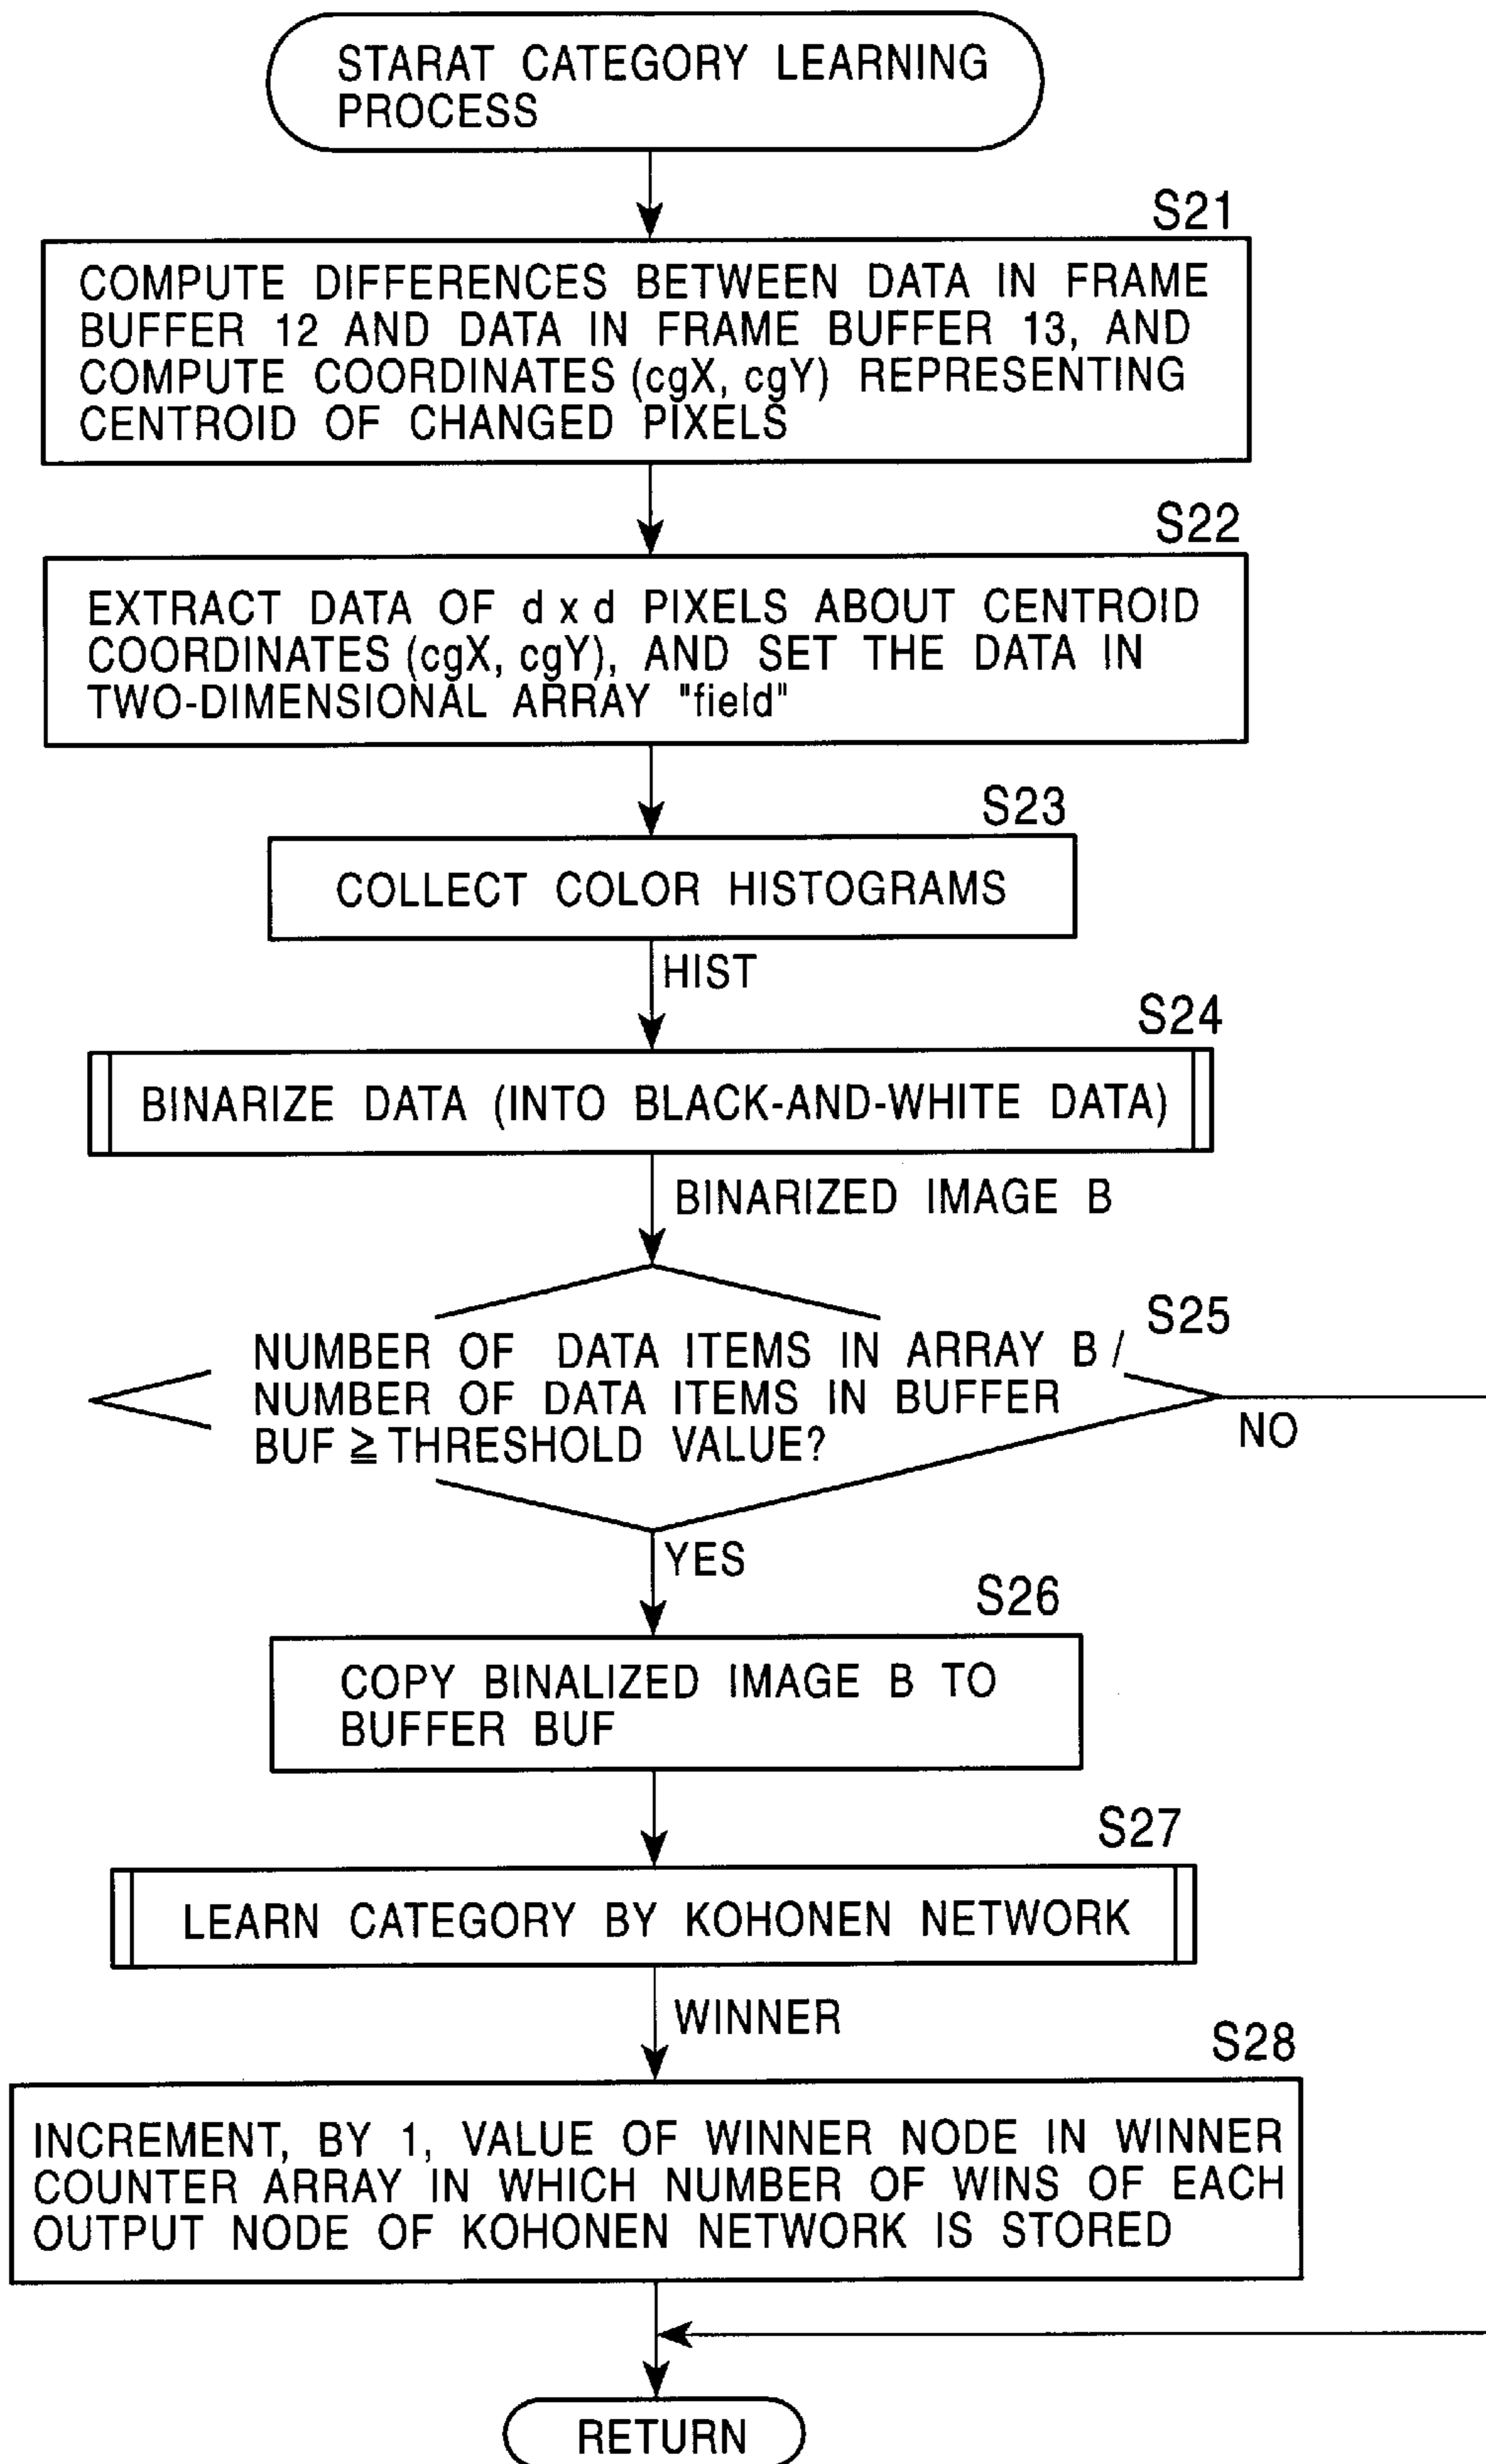 STARAT CATEGORY LEARNING
PROCESS
S21
COMPUTE DIFFERENCES BETWEEN DATA IN FRAME
BUFFER 12 AND DATA IN FRAME BUFFER 13, AND
COMPUTE COORDINATES (cgX, cgY) REPRESENTING
CENTROID OF CHANGED PIXELS
S22
EXTRACT DATA OF d x d PIXELS ABOUT CENTROID
COORDINATES (cgX, cgY), AND SET THE DATA IN
TWO-DIMENSIONAL ARRAY "field"
S23
COLLECT COLOR HISTOGRAMS
HIST
S24
BINARIZE DATA (INTO BLACK-AND-WHITE DATA)
BINARIZED IMAGE B
S25
NUMBER OF DATA ITEMS IN ARRAY B /
NUMBER OF DATA ITEMS IN BUFFER
BUF ≧ THRESHOLD VALUE?
NO
YES
S26
COPY BINALIZED IMAGE B TO
BUFFER BUF
S27
LEARN CATEGORY BY KOHONEN NETWORK
WINNER
S28
INCREMENT, BY 1, VALUE OF WINNER NODE IN WINNER
COUNTER ARRAY IN WHICH NUMBER OF WINS OF EACH
OUTPUT NODE OF KOHONEN NETWORK IS STORED
RETURN